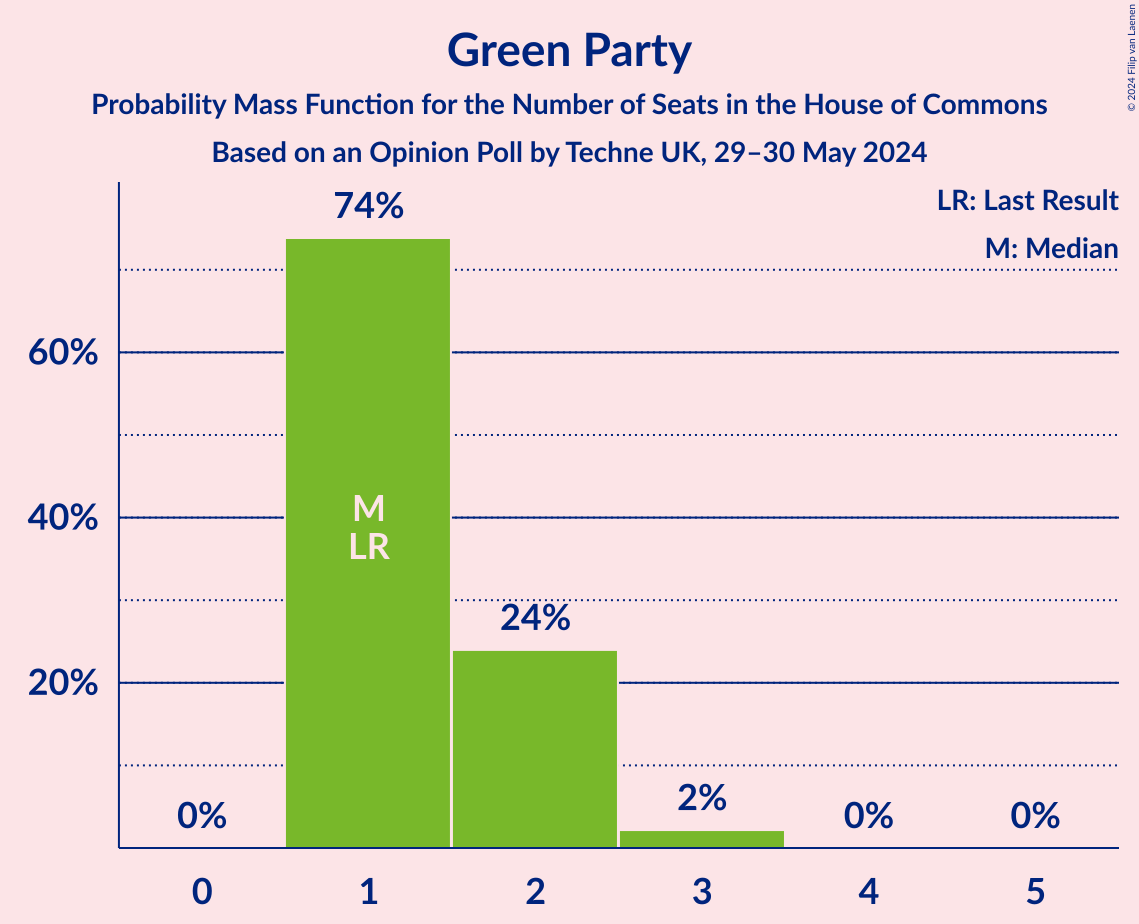 Green Party
Probability Mass Function for the Number of Seats in the House of Commons
Based on an Opinion Poll by Techne UK, 29–30 May 2024
© 2024 Filip van Laenen
LR: Last Result
M: Median
74%
60%
40%
20%
M
LR
24%
2%
0%
0%
0%
0
1
2
3
4
5